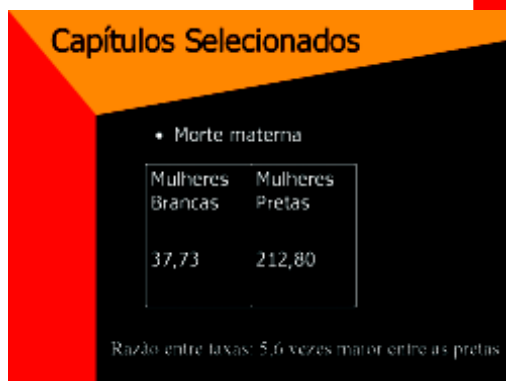 Capítulos Selecionados
• Morte materna
Mulheres Mulheres
Brancas Pretas
37,73 212,80
Razão entre taxas: 5,6 vezes maior entre as pretas